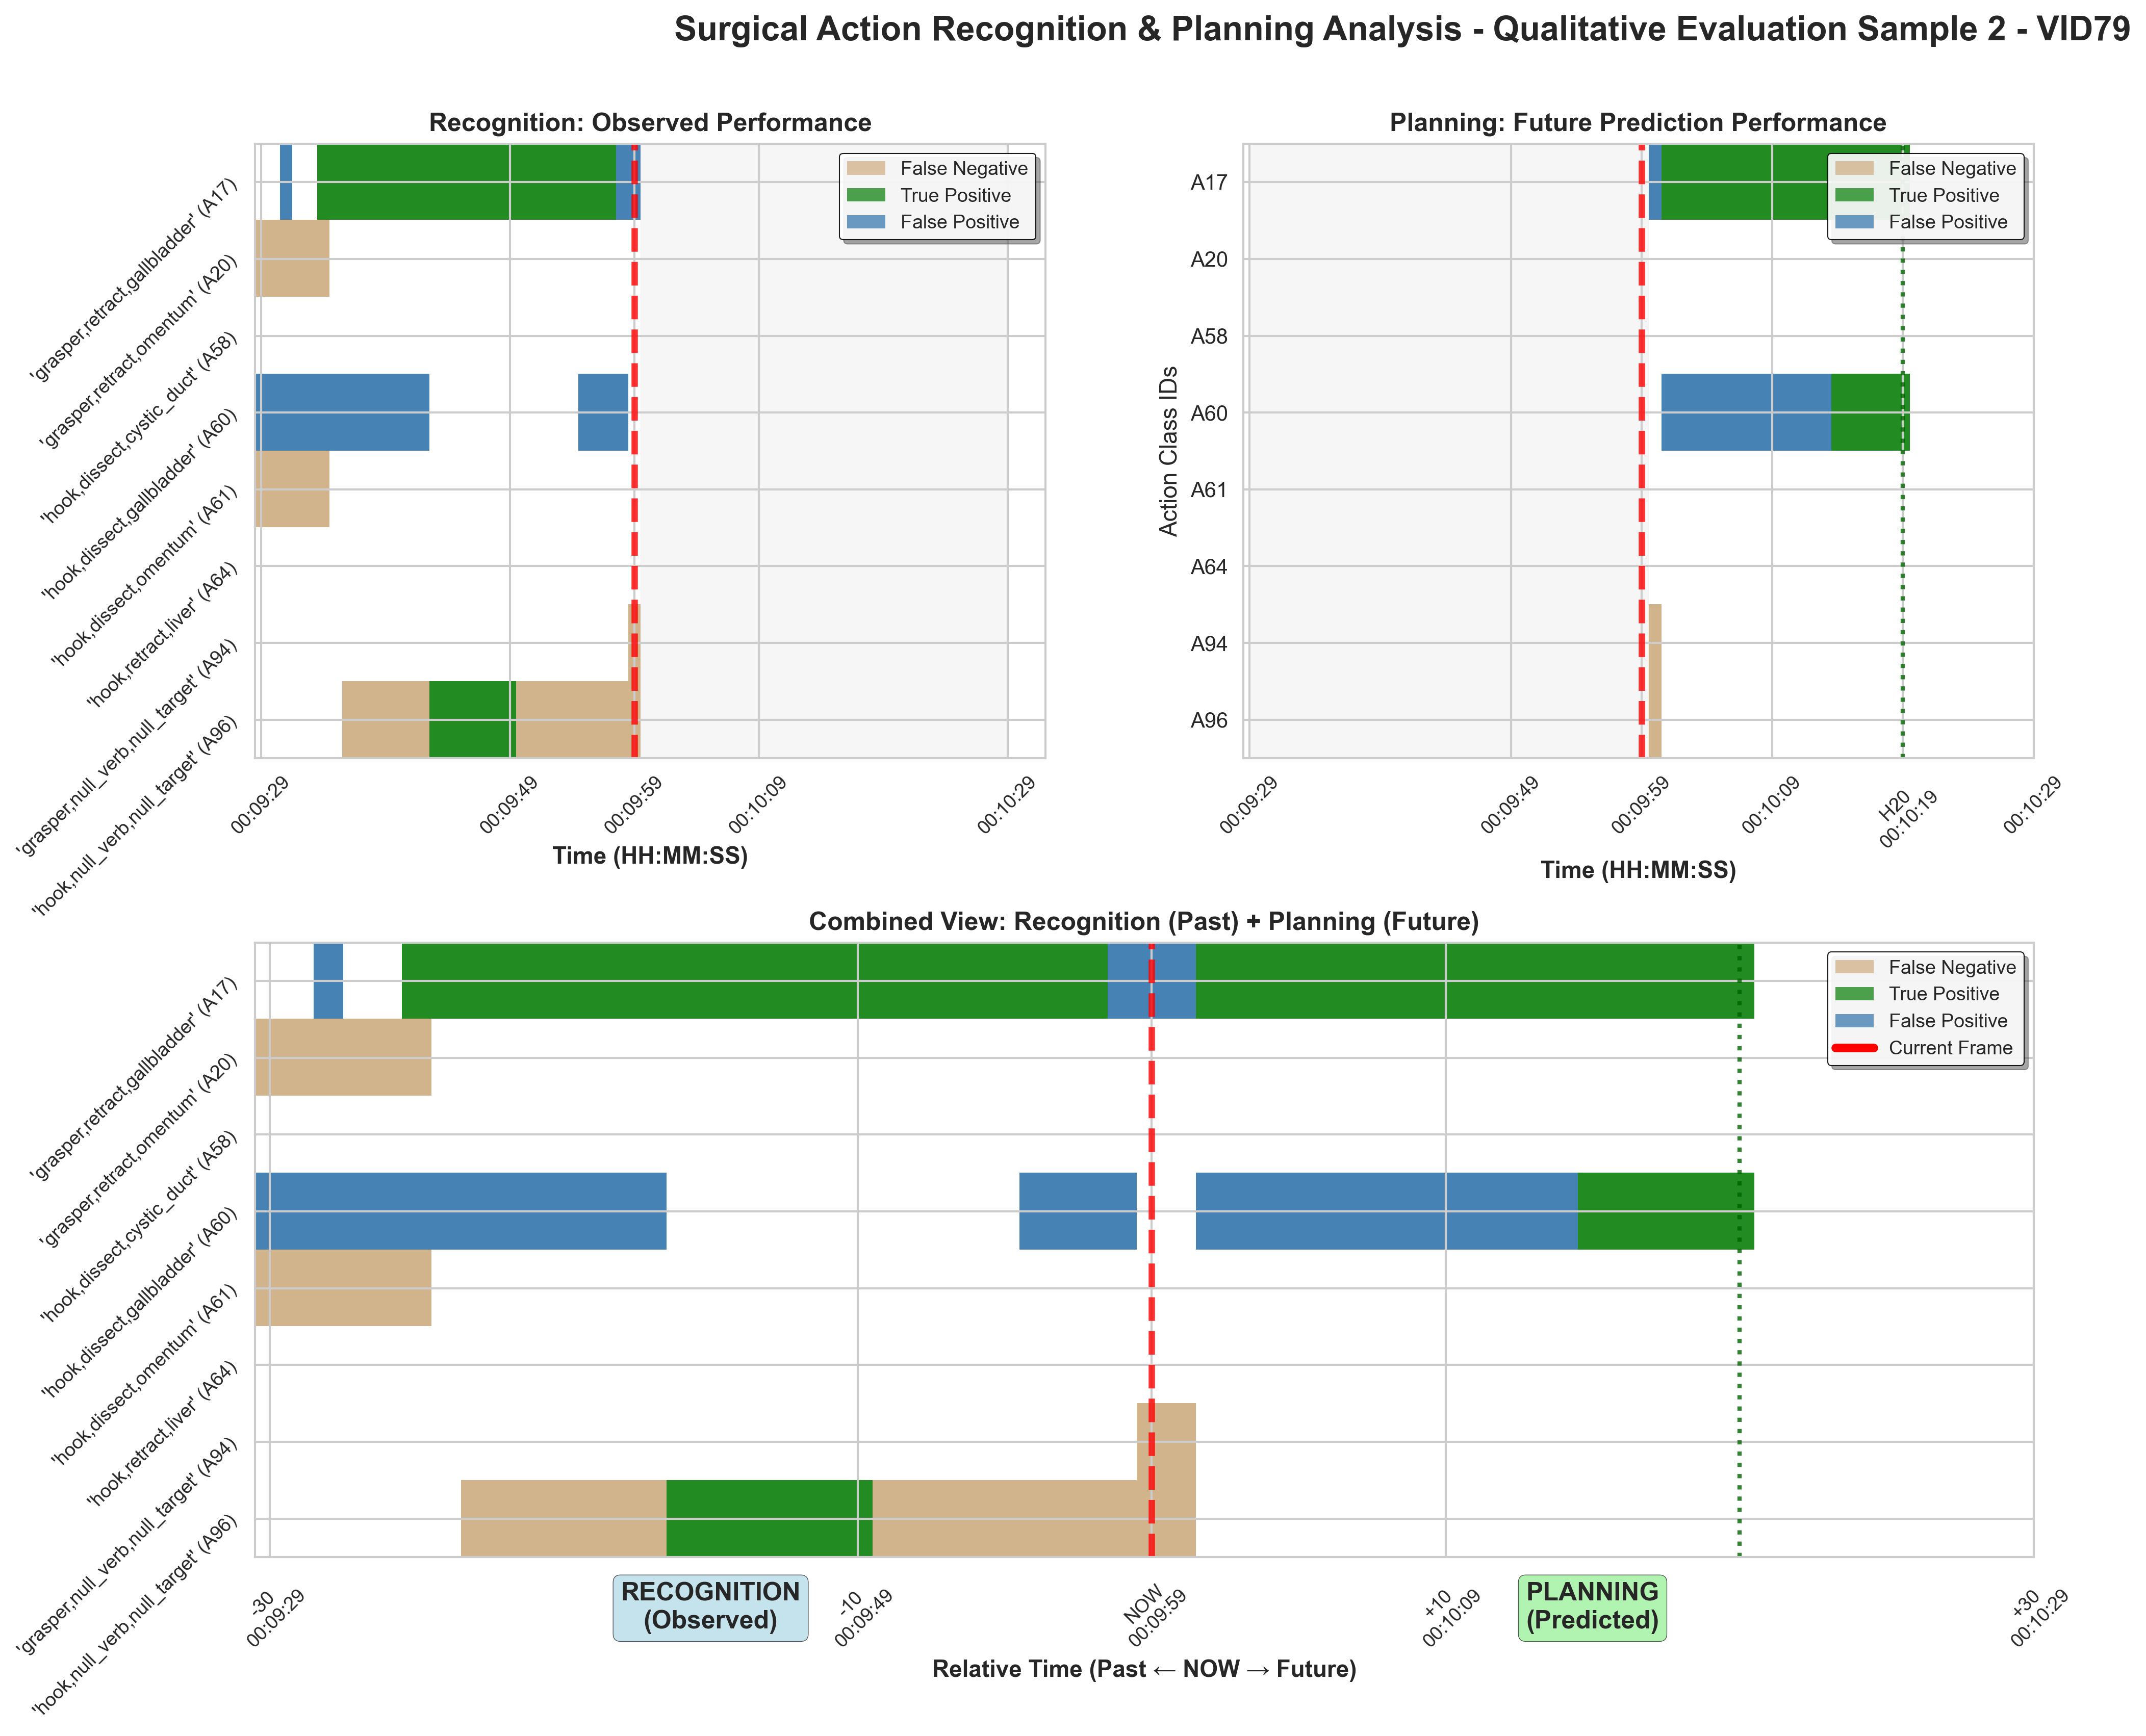 Surgical Action Recognition & Planning Analysis - Qualitative Evaluation Sample 2 - VID79
Recognition: Observed Performance
False Negative
True Positive
False Positive
'grasper,retract,gallbladder' (A17)
'grasper,retract,omentum' (A20)
'hook,dissect,cystic_duct' (A58)
'hook,dissect,gallbladder' (A60)
'hook,dissect,omentum' (A61)
'hook,retract,liver' (A64)
'grasper,null_verb,null_target' (A94)
'hook,null_verb,null_target' (A96)
00:09:29
00:09:49
00:09:59
00:10:09
00:10:29
Time (HH:MM:SS)
Planning: Future Prediction Performance
False Negative
True Positive
False Positive
Action Class IDs
A17
A20
A58
A60
A61
A64
A94
A96
00:09:29
00:09:49
00:09:59
00:10:09
H20
00:10:19
00:10:29
Time (HH:MM:SS)
Combined View: Recognition (Past) + Planning (Future)
False Negative
True Positive
False Positive
Current Frame
'grasper,retract,gallbladder' (A17)
'grasper,retract,omentum' (A20)
'hook,dissect,cystic_duct' (A58)
'hook,dissect,gallbladder' (A60)
'hook,dissect,omentum' (A61)
'hook,retract,liver' (A64)
'grasper,null_verb,null_target' (A94)
'hook,null_verb,null_target' (A96)
-30
00:09:29
RECOGNITION
(Observed)
-10
00:09:49
NOW
00:09:59
+10
00:10:09
PLANNING
(Predicted)
+30
00:10:29
Relative Time (Past ← NOW → Future)